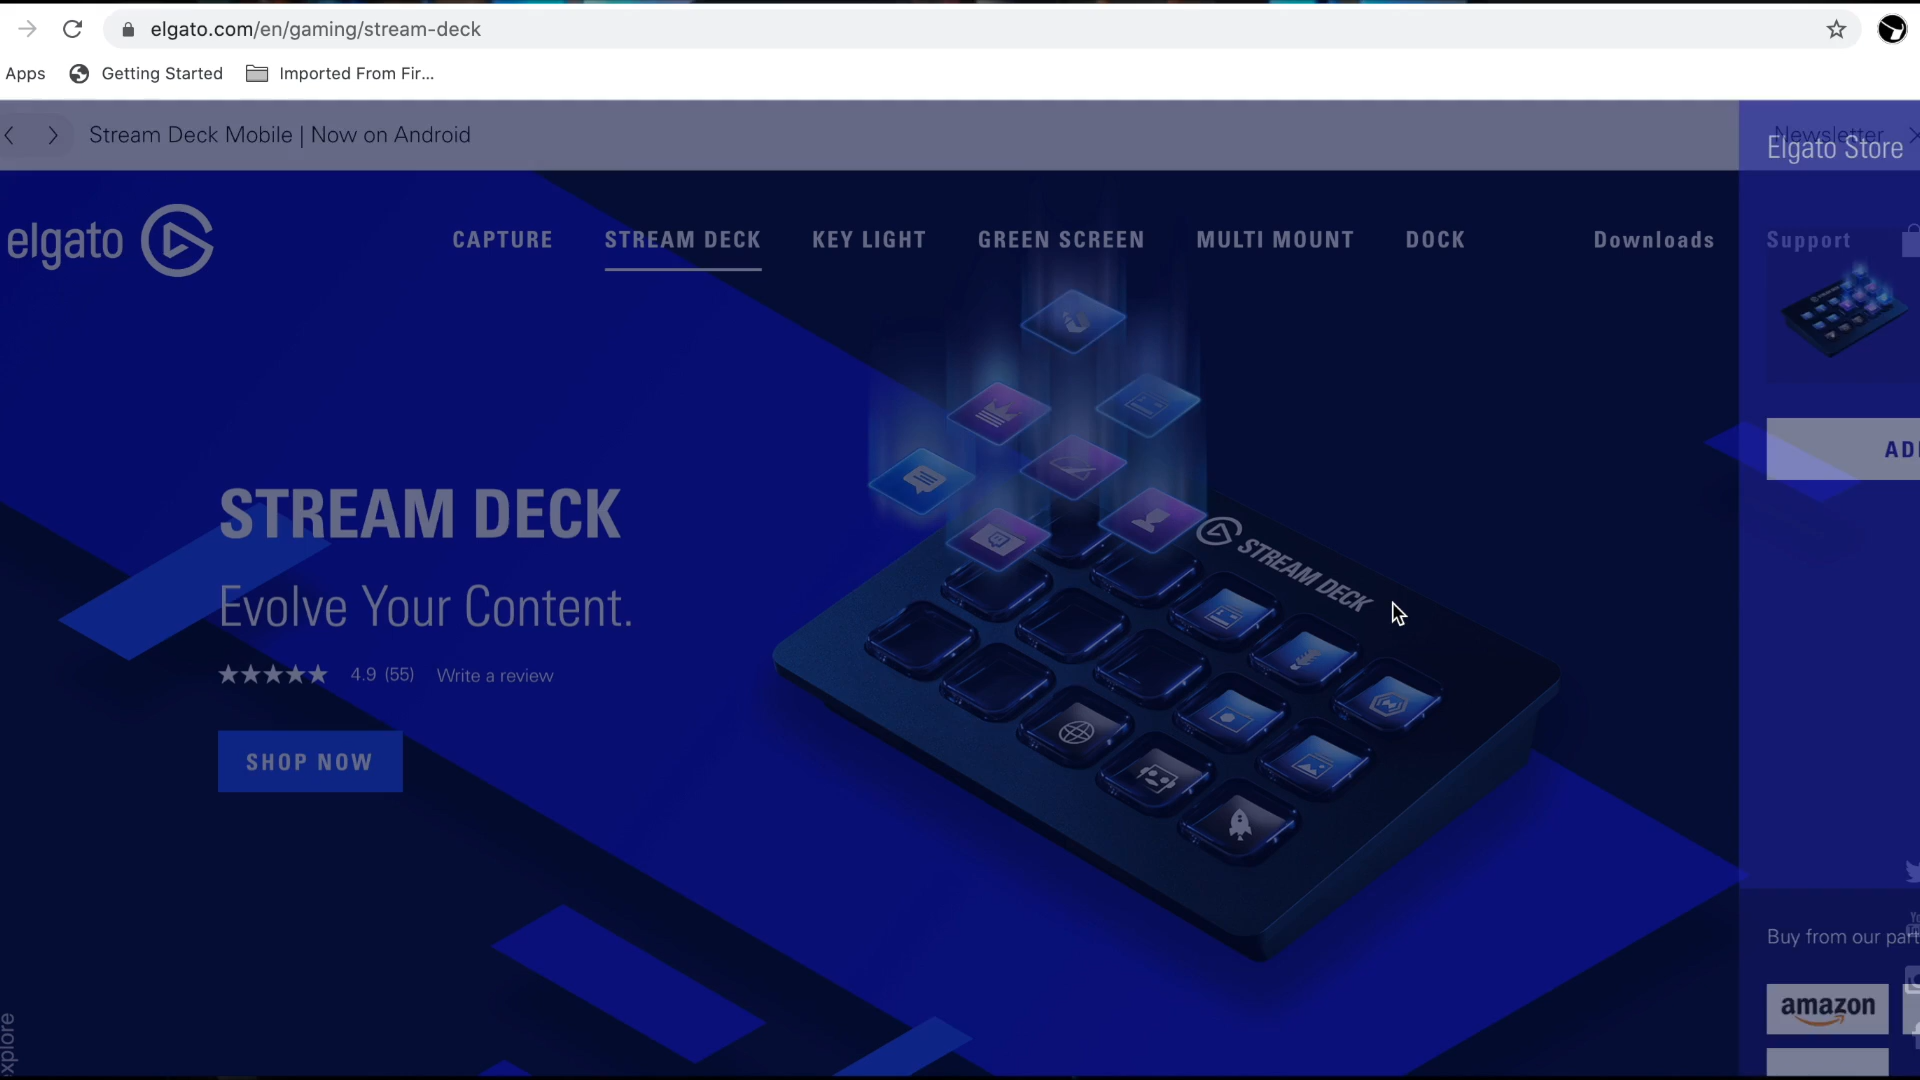 elgato.com/en/gaming/stream-deck
Apps
Getting Started
Imported From Fir...
Stream Deck Mobile | Now on Android
Newsletter
Elgato Store
elgato
CAPTURE
STREAM DECK
KEY LIGHT
GREEN SCREEN
MULTI MOUNT
DOCK
Downloads
Support
STREAM DECK
STREAM DECK
Evolve Your Content.
4.9 (55)
Write a review
SHOP NOW
Buy from our
amazon